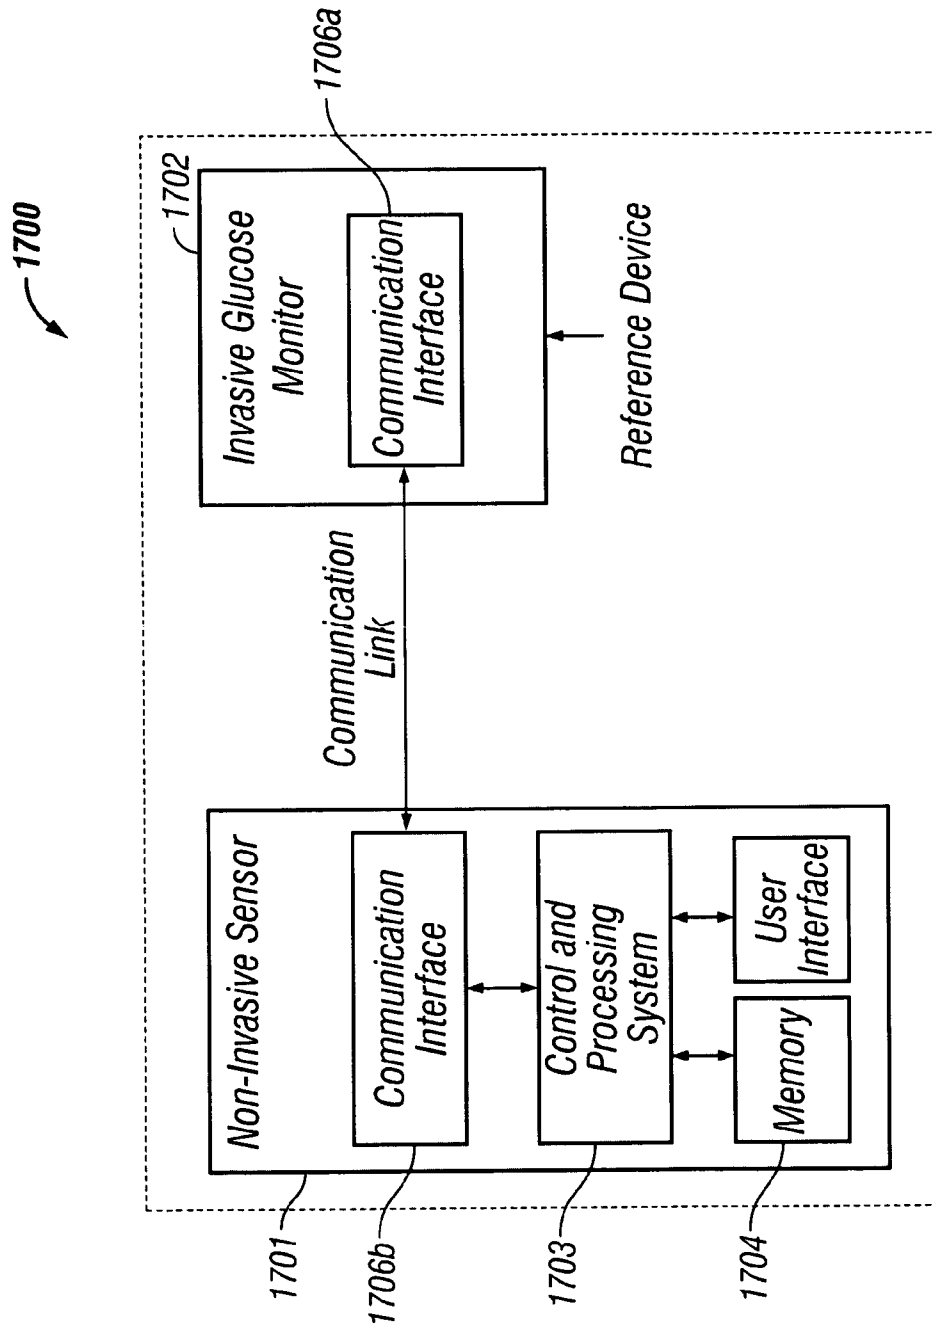 1700
Non-Invasive Sensor
Communication
Interface
Control and
Processing
System
Memory
User
Interface
1701
1706b
1703
1704
Communication
Link
1702
Invasive Glucose
Monitor
Communication
Interface
1706a
Reference Device